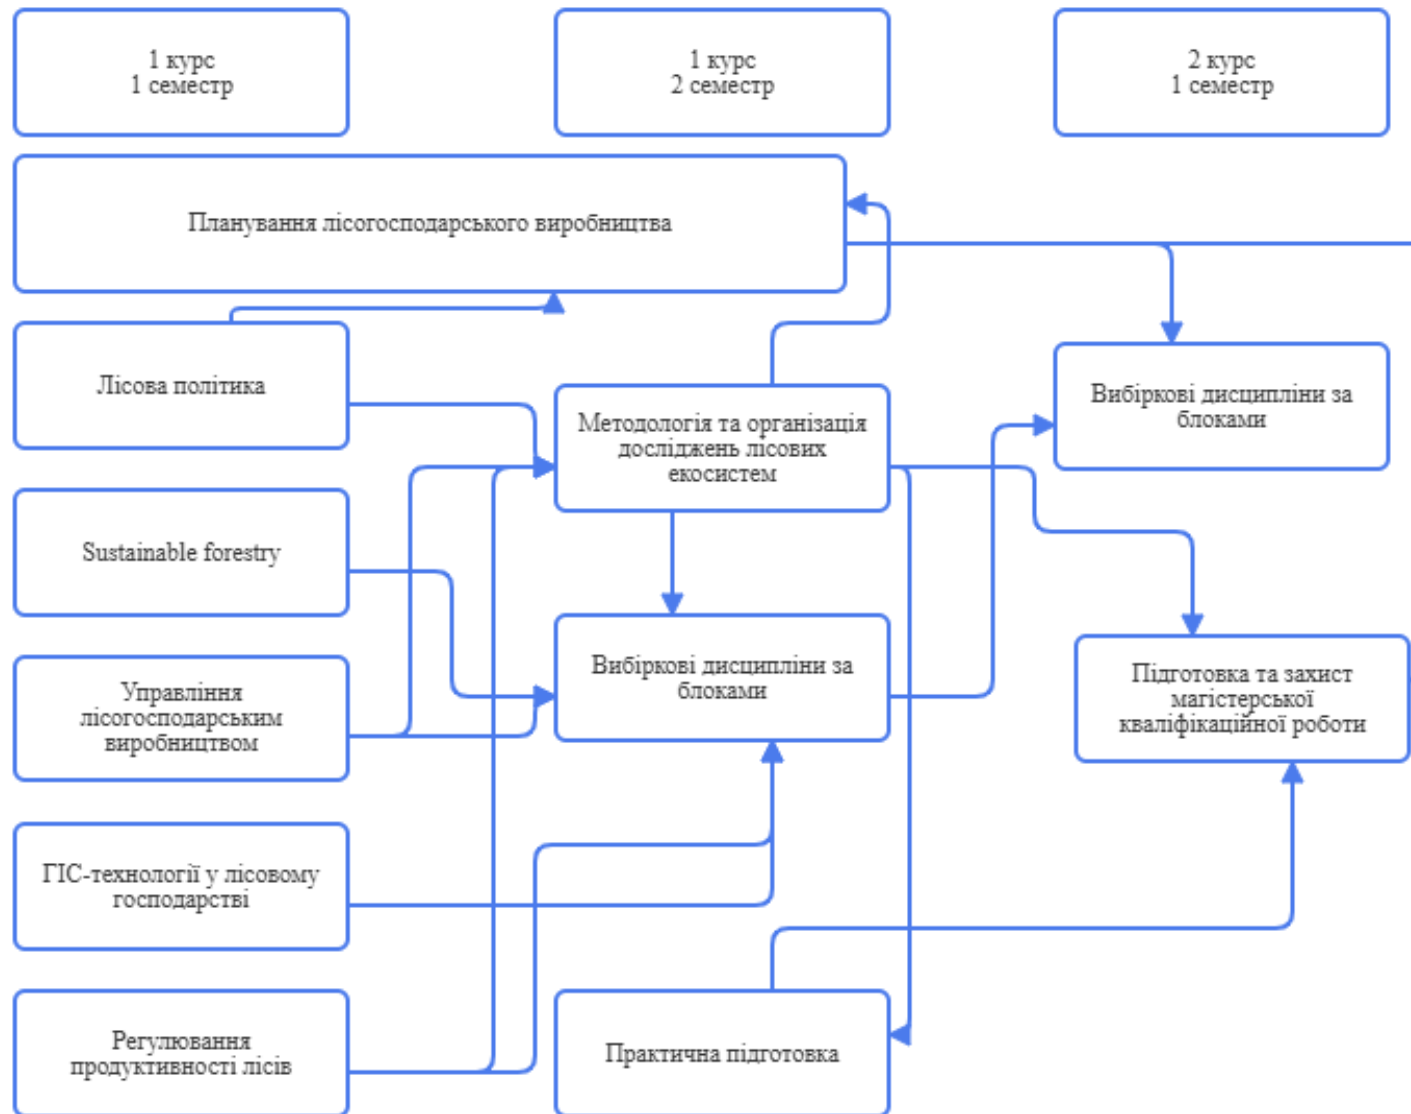 1 курс
1 семестр
1 курс
2 семестр
2 курс
1 семестр
Планування лісогосподарського виробництва
Лісова політика
Методологія та організація
досліджень лісових
екосистем
Вибіркові дисципліни за
блоками
Sustainable forestry
Управління
лісогосподарським
виробництвом
Вибіркові дисципліни за
блоками
Підготовка та захист
магістерської
кваліфікаційної роботи
ГІС-технології у лісовому
господарстві
Регулювання
продуктивності лісів
Практична підготовка